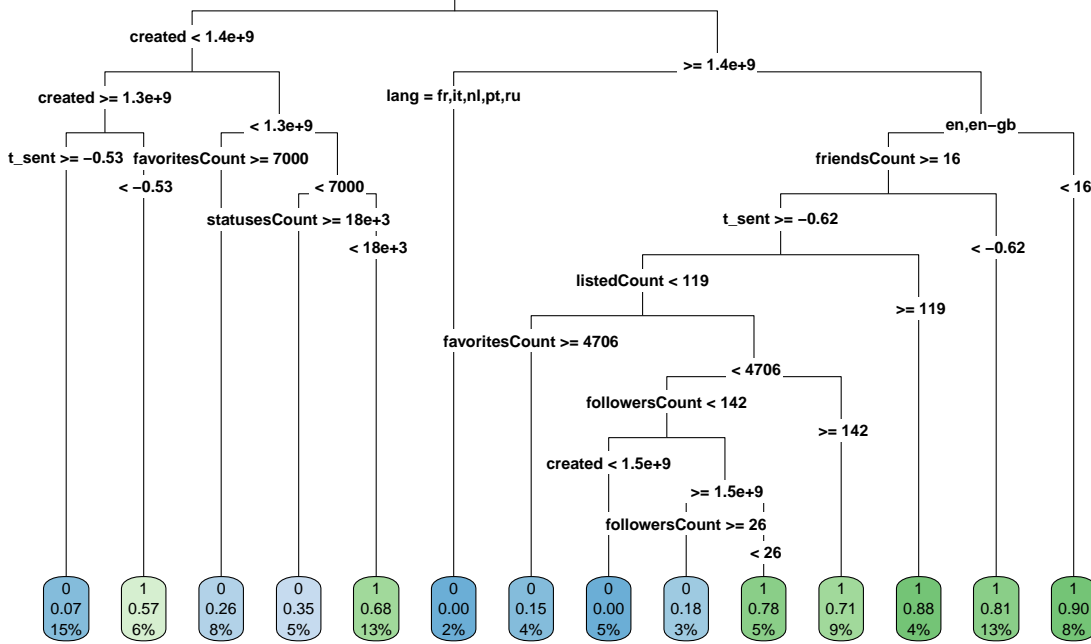 created < 1.4e+9
>= 1.4e+9
created >= 1.3e+9
lang = fr,it,nl,pt,ru
< 1.3e+9
en,en−gb
t_sent >= −0.53
favoritesCount >= 7000
friendsCount >= 16
< −0.53
< 7000
< 16
statusesCount >= 18e+3
t_sent >= −0.62
< 18e+3
< −0.62
listedCount < 119
>= 119
favoritesCount >= 4706
< 4706
followersCount < 142
>= 142
created < 1.5e+9
>= 1.5e+9
followersCount >= 26
< 26
0 1 0 0 1 0 0 0 0 1 1 1 1 1
0.07 0.57 0.26 0.35 0.68 0.00 0.15 0.00 0.18 0.78 0.71 0.88 0.81 0.90
15% 6% 8% 5% 13% 2% 4% 5% 3% 5% 9% 4% 13% 8%